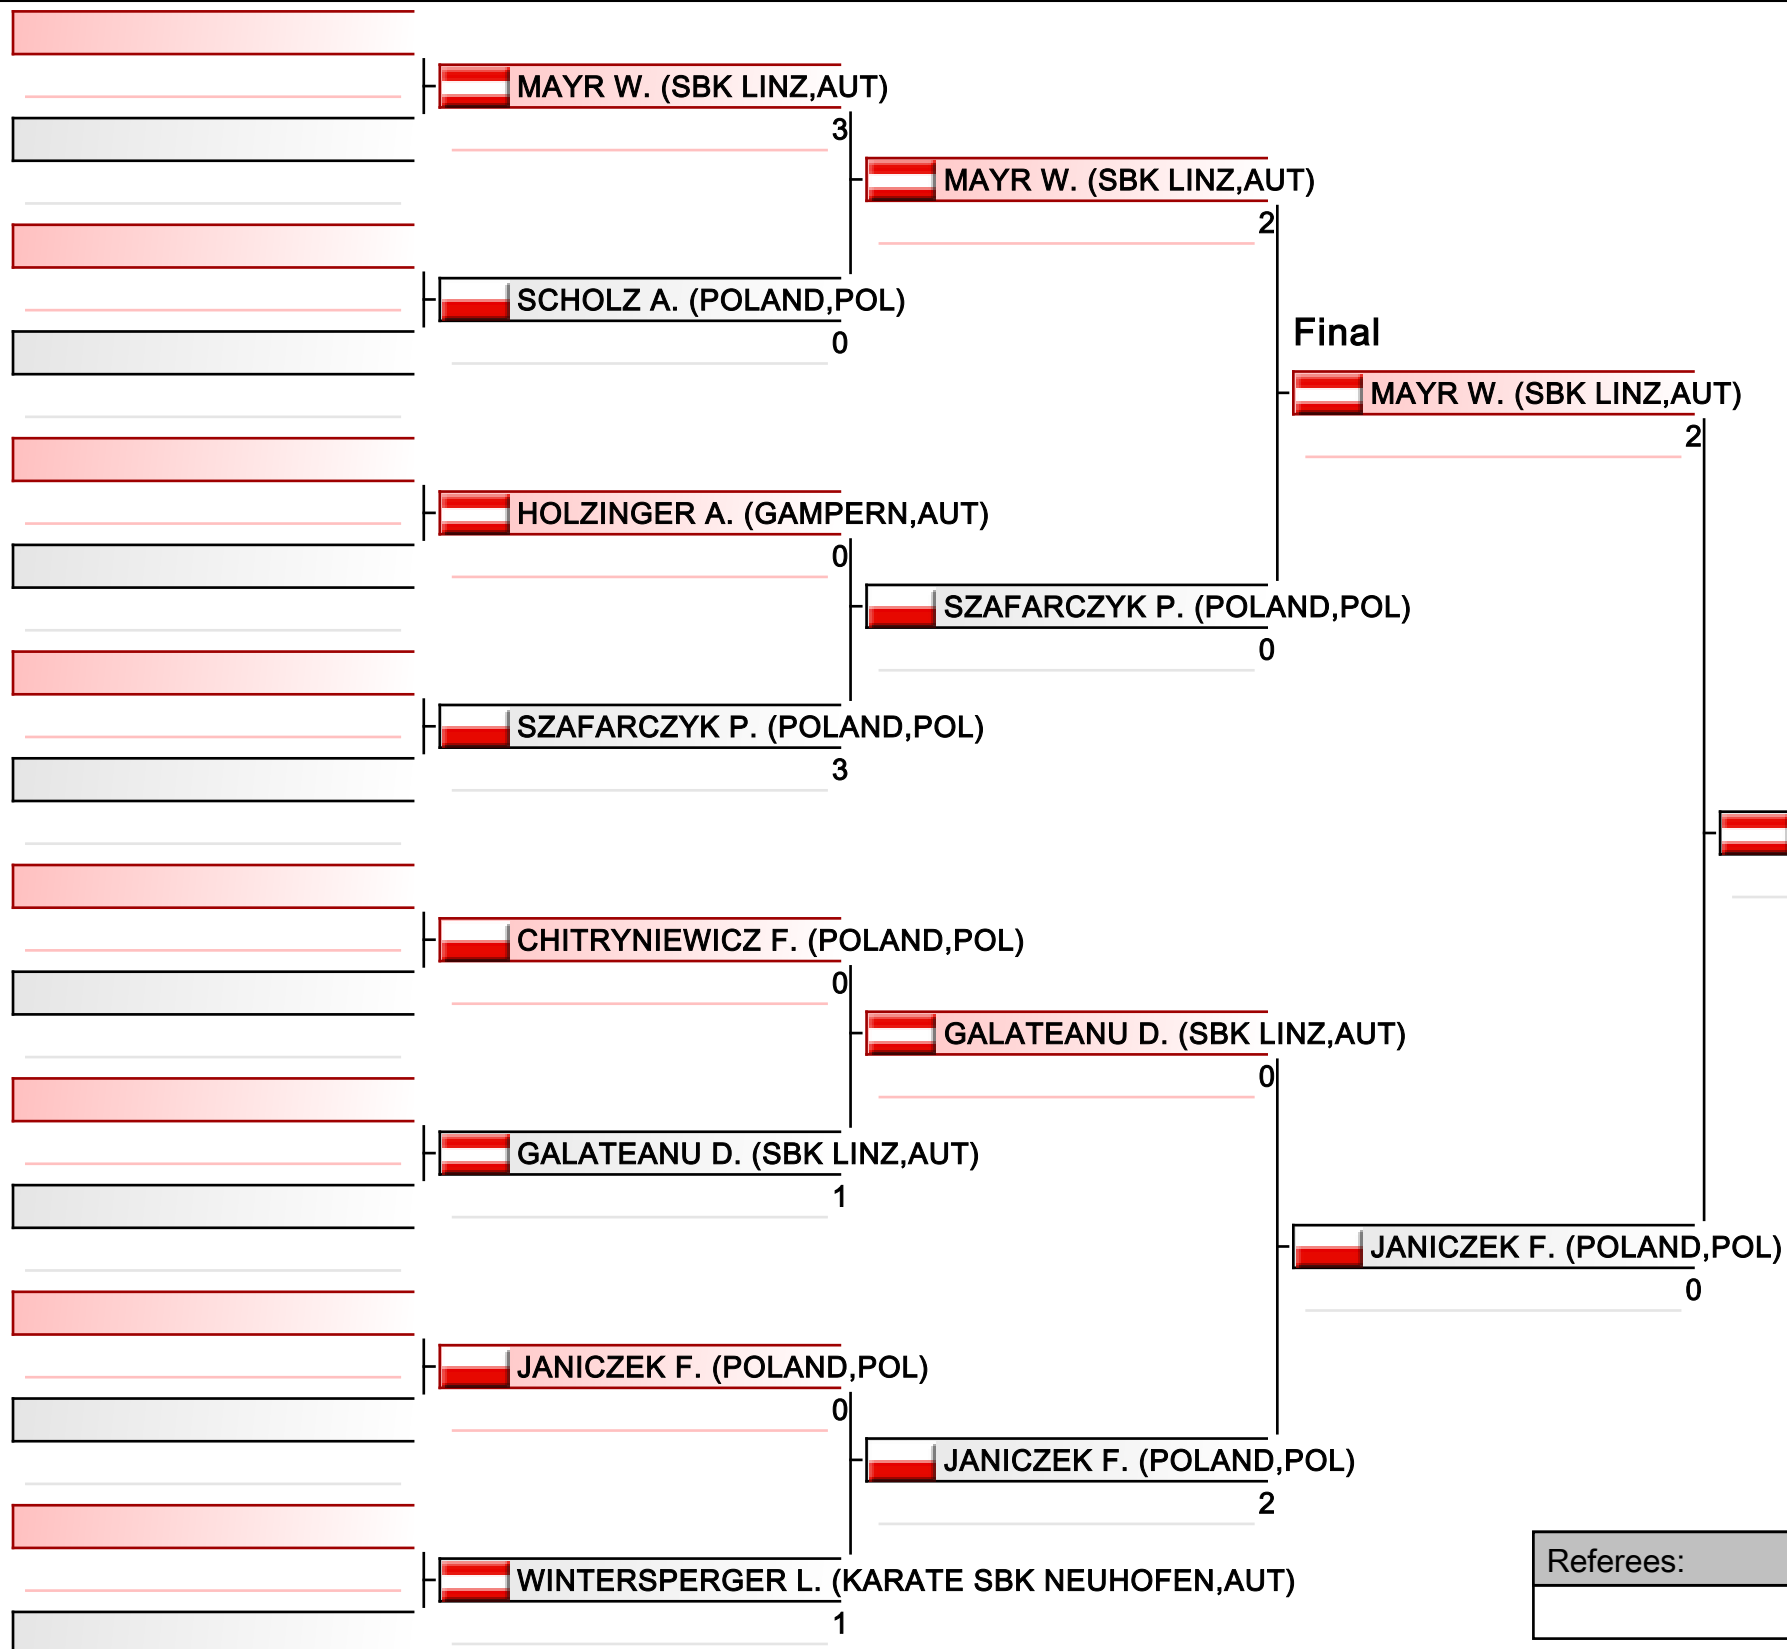 MAYR W. (SBK LINZ,AUT)
3
SCHOLZ A. (POLAND,POL)
0
HOLZINGER A. (GAMPERN,AUT)
0
SZAFARCZYK P. (POLAND,POL)
3
CHITRYNIEWICZ F. (POLAND,POL)
0
GALATEANU D. (SBK LINZ,AUT)
1
JANICZEK F. (POLAND,POL)
0
WINTERSPERGER L. (KARATE SBK NEUHOFEN,AUT)
1
MAYR W. (SBK LINZ,AUT)
2
SZAFARCZYK P. (POLAND,POL)
0
GALATEANU D. (SBK LINZ,AUT)
0
JANICZEK F. (POLAND,POL)
2
Final
MAYR W. (SBK LINZ,AUT)
2
JANICZEK F. (POLAND,POL)
0
Referees: